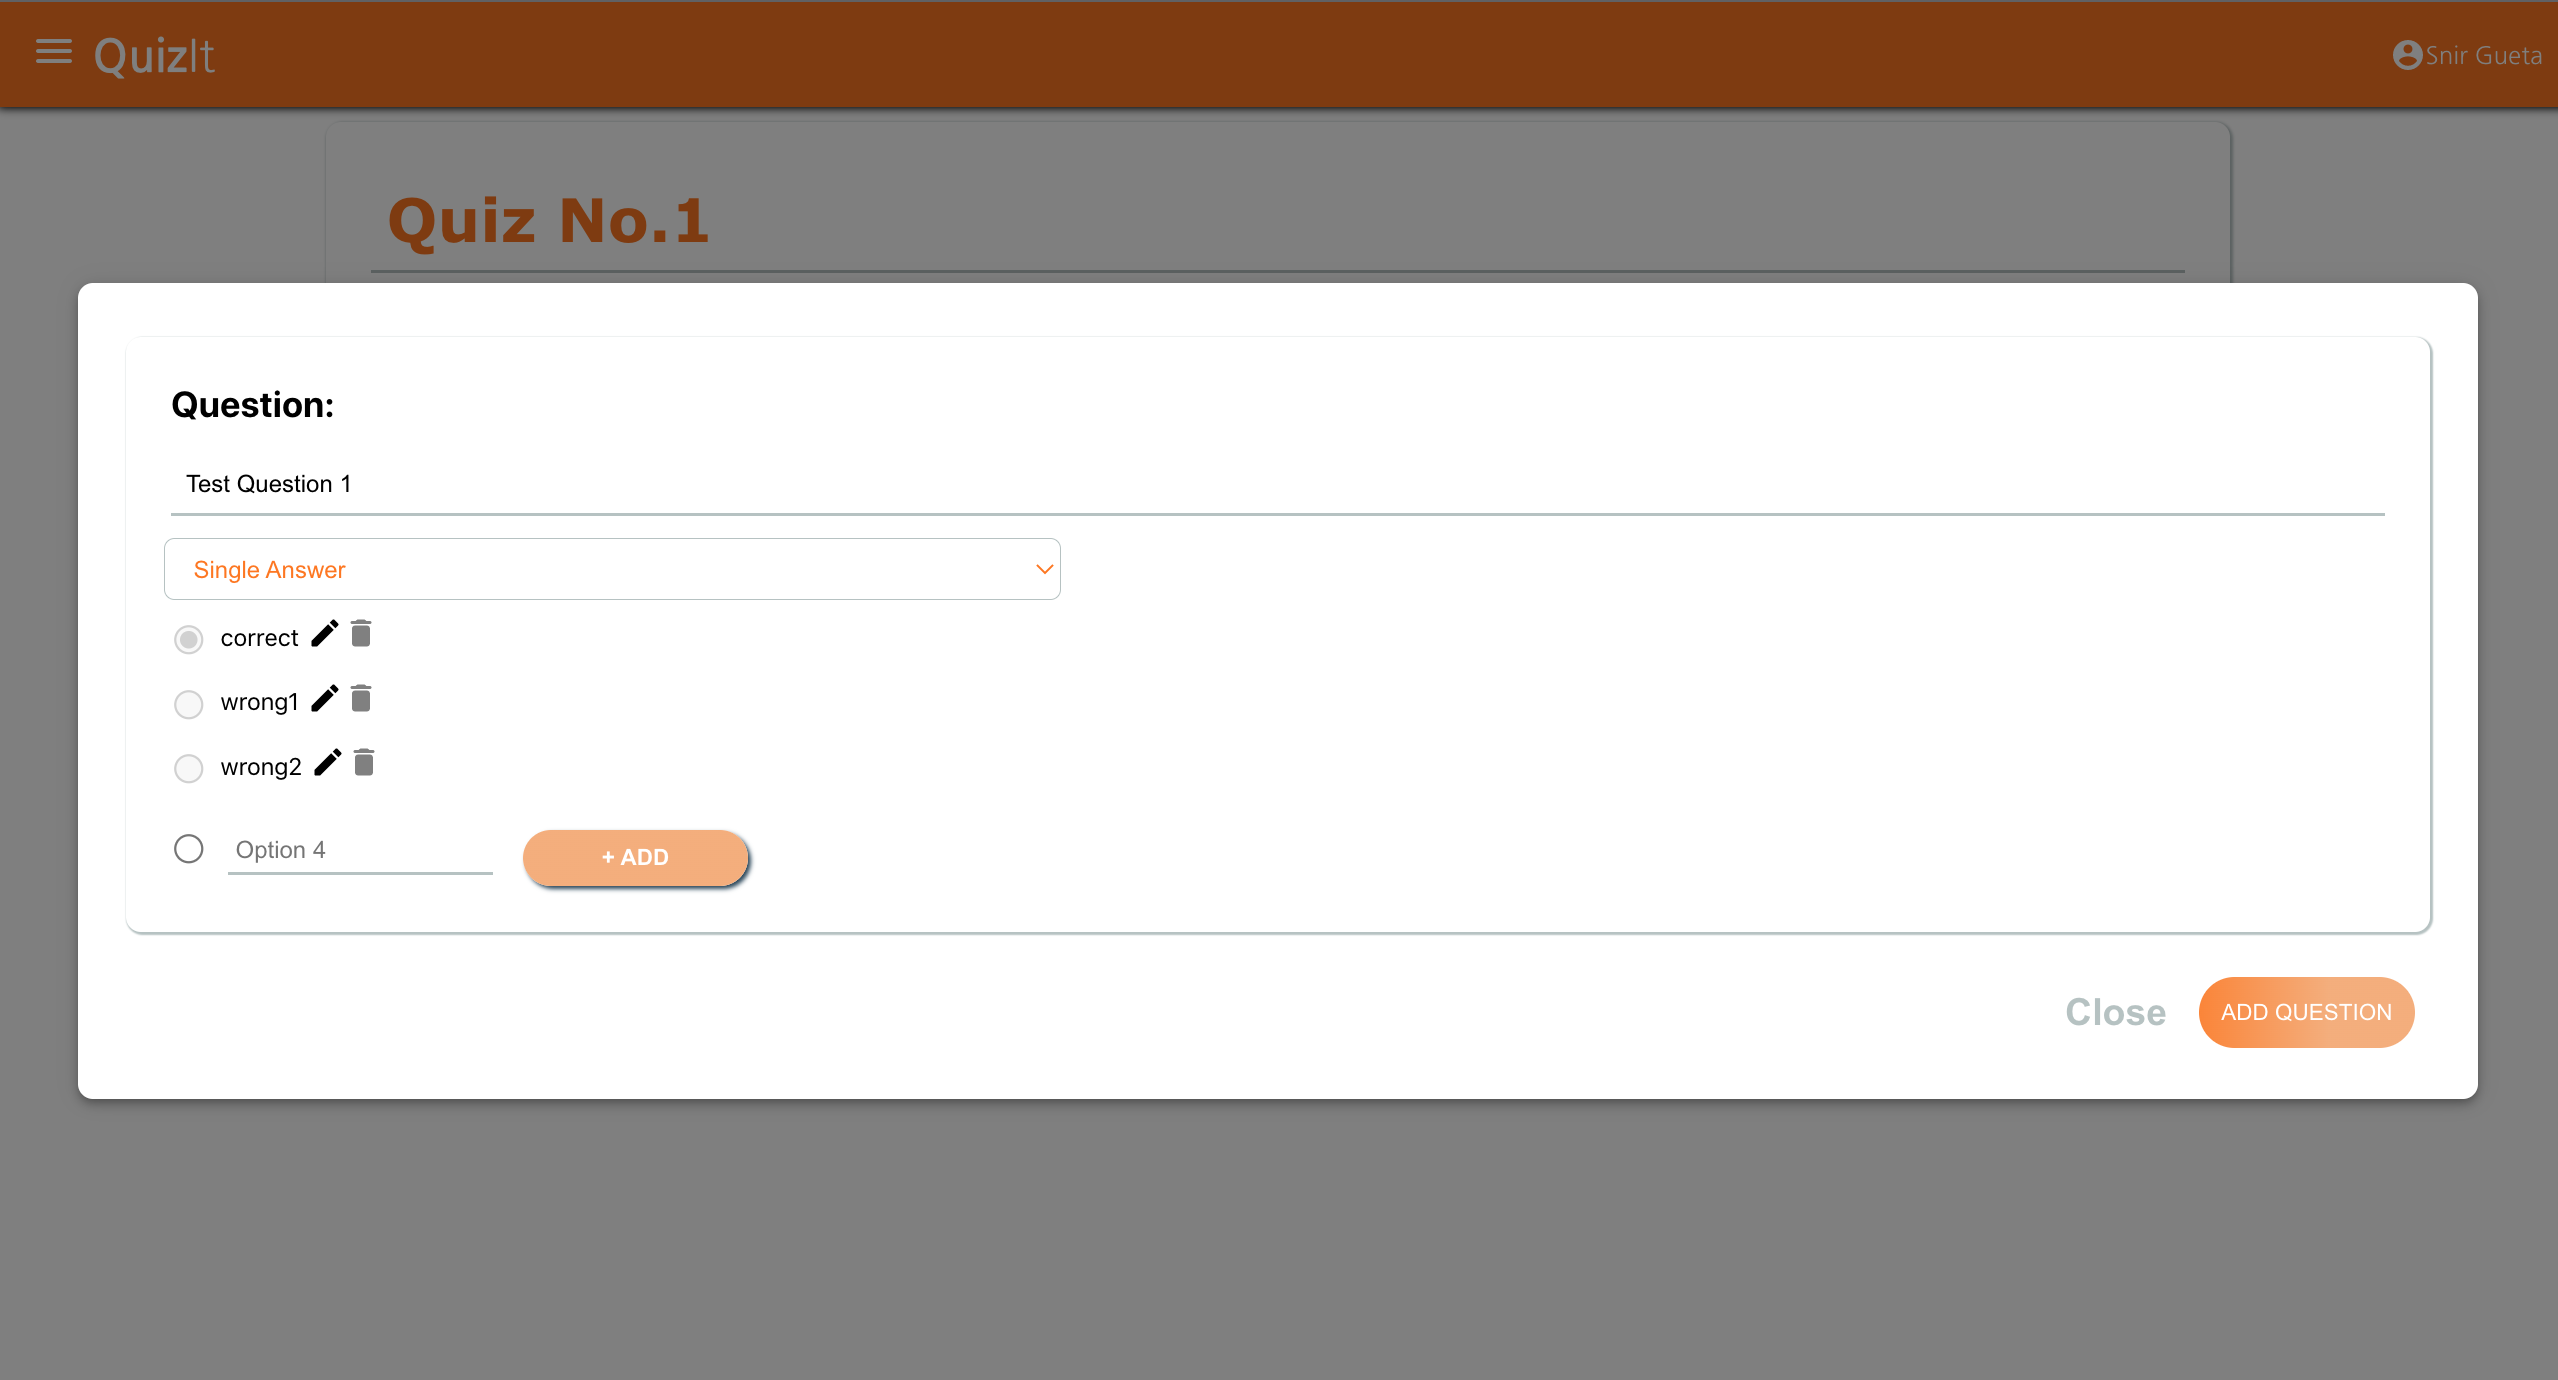 QuizIt
Snir Gueta
Quiz No.1
Question:
Test Question 1
Single Answer
correct
wrong1
wrong2
Option 4
+ ADD
Close
ADD QUESTION